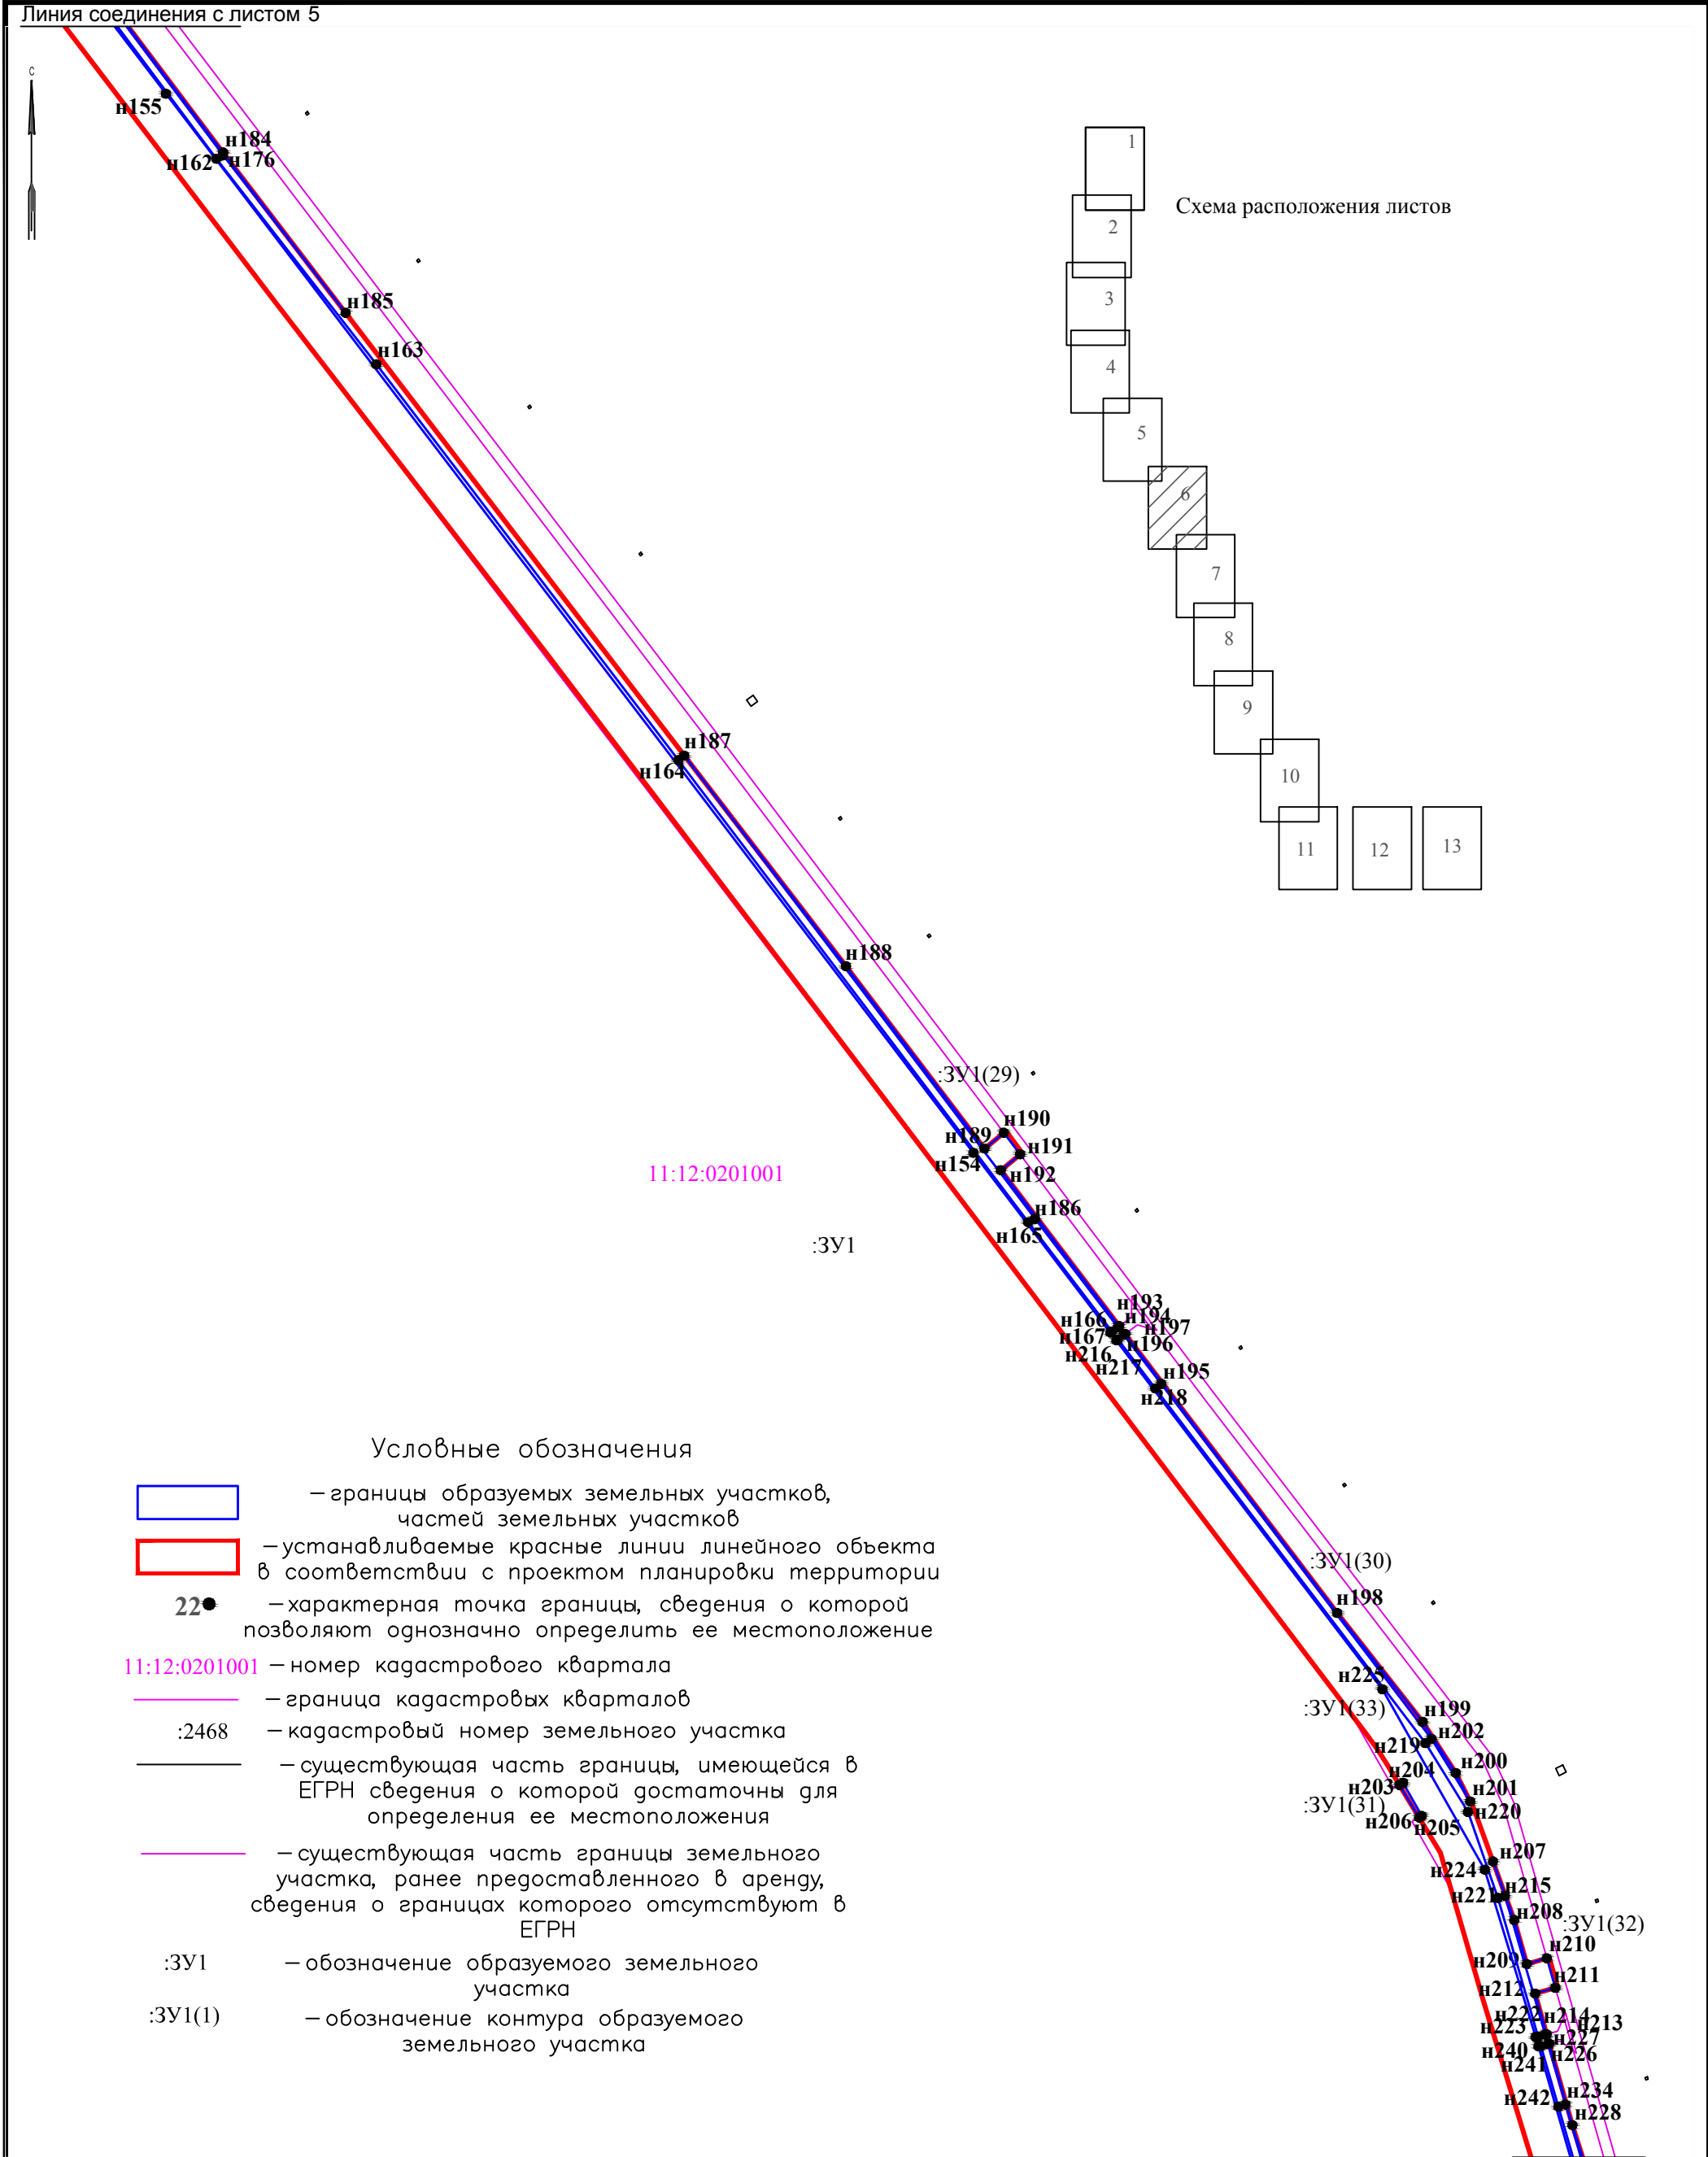 Линия соединения с листом 5
с
н155
н184
н162
н176
н185
н163
1
Схема расположения листов
2
3
4
5
6
7
8
9
10
11
12
13
н187
н164
н188
:ЗУ1(29)
н190
н189
н191
н154
н192
11:12:0201001
н186
н165
:ЗУ1
н193
н194
н166
н197
н167
н196
н216
н217
н195
н218
:ЗУ1(30)
н198
н225
:ЗУ1(33)
н199
н202
н219
н200
н204
н203
н201
:ЗУ1(31)
н220
н206
н205
н207
н224
н215
н221
н208
:ЗУ1(32)
н210
н209
н211
н212
н222
н214
н213
н223
н227
н240
н226
н241
н234
н242
н228
Условные обозначения
–границы образуемых земельных участков,
частей земельных участков
–устанавливаемые красные линии линейного объекта
в соответствии с проектом планировки территории
22
–характерная точка границы, сведения о которой
позволяют однозначно определить ее местоположение
11:12:0201001 –номер кадастрового квартала
–граница кадастровых кварталов
:2468 –кадастровый номер земельного участка
–существующая часть границы, имеющейся в
ЕГРН сведения о которой достаточны для
определения ее местоположения
–существующая часть границы земельного
участка, ранее предоставленного в аренду,
сведения о границах которого отсутствуют в
ЕГРН
:ЗУ1 –обозначение образуемого земельного
участка
:ЗУ1(1) –обозначение контура образуемого
земельного участка